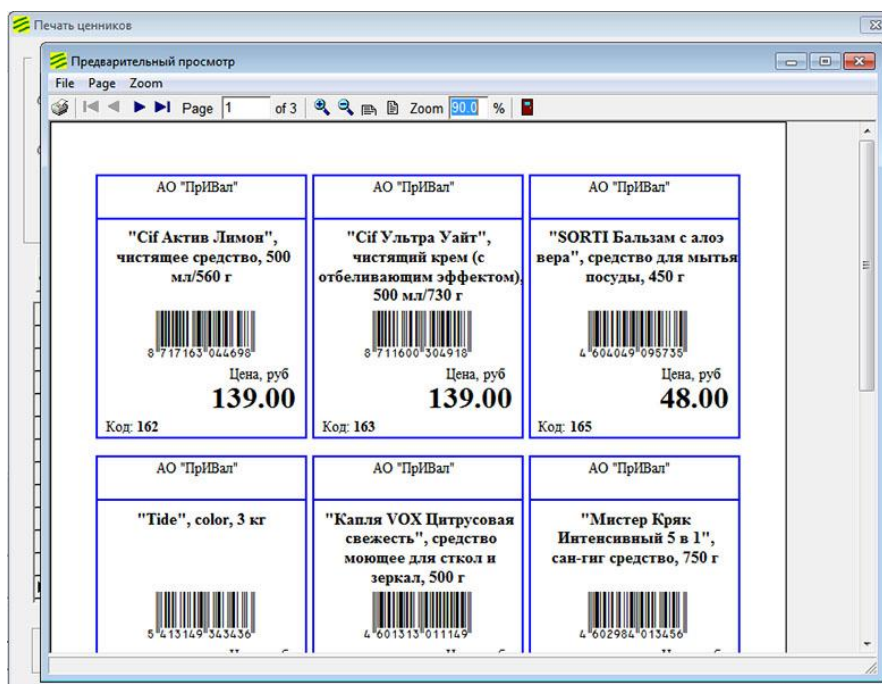 Печать ценников
Предварительный просмотр
File Page Zoom
Page 1 of 3 Zoom 90.0 %
АО "ПрИВал"
"Cif Актив Лимон",
чистящее средство, 500
мл/560 г
8 717163 044698
Цена, руб
139.00
Код: 162
АО "ПрИВал"
"Cif Ультра Уайт",
чистящий крем (с
отбеливающим эффектом),
500 мл/730 г
8 711600 304918
Цена, руб
139.00
Код: 163
АО "ПрИВал"
"SORTI Бальзам с алоэ
вера", средство для мытья
посуды, 450 г
4 604049 095735
Цена, руб
48.00
Код: 165
АО "ПрИВал"
"Tide", color, 3 кг
5 413149 343436
АО "ПрИВал"
"Капля VOX Цитрусовая
свежесть", средство
моющее для сткол и
зеркал, 500 г
4 601313 011149
АО "ПрИВал"
"Мистер Кряк
Интенсивный 5 в 1",
сан-гиг средство, 750 г
4 602984 013456